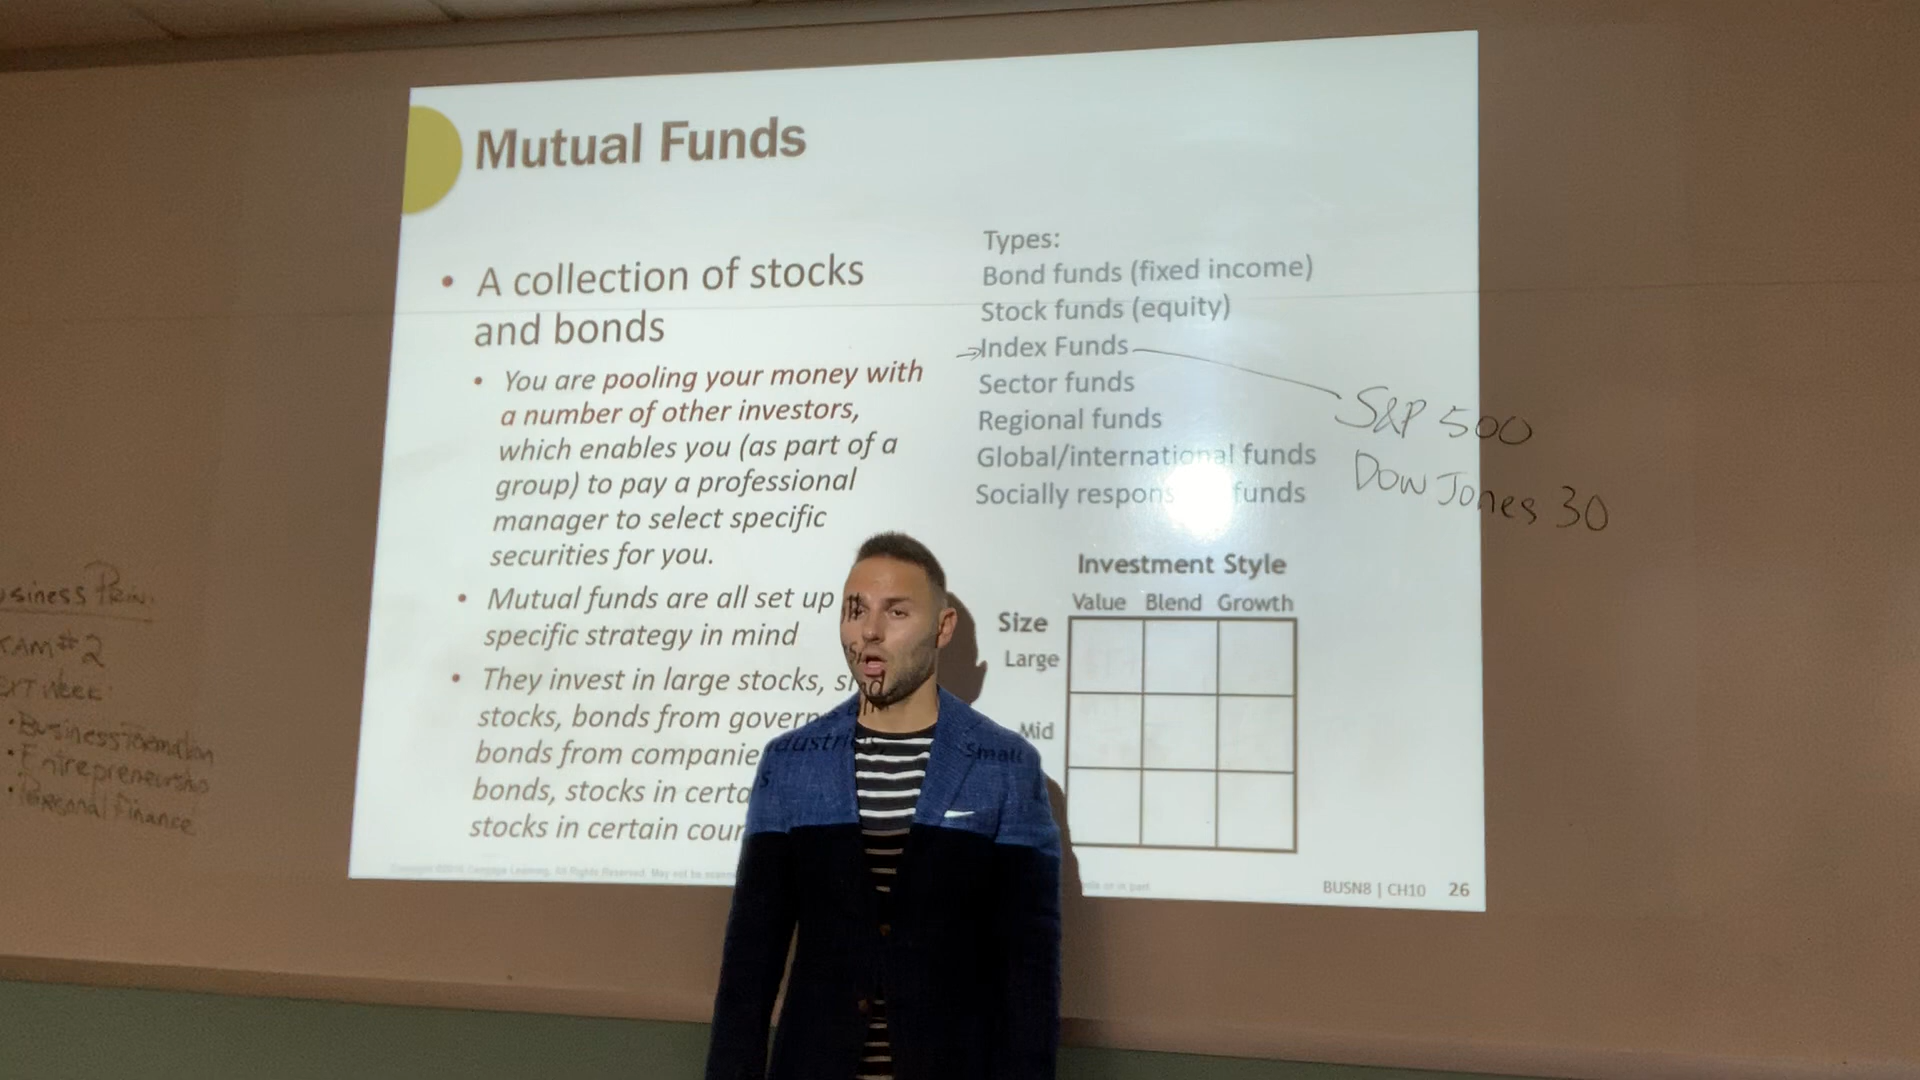 Mutual Funds
• A collection of stocks
and bonds
• You are pooling your money with
a number of other investors,
which enables you (as part of a
group) to pay a professional
manager to select specific
securities for you.
• Mutual funds are all set up
specific strategy in mind
• They invest in large stocks,
stocks, bonds from
bonds from
bonds, stocks in
stocks in certain
Types:
Bond funds (fixed income)
Stock funds (equity)
Index Funds
Sector funds
Regional funds
Global/international funds
Socially funds
S&P 500
Dow Jones 30
Investment Style
Value Blend Growth
Size
Large
Mid
Small
BUSN8 | CH10 26
#2
• Business Formation
• Entrepreneurship
• Personal Finance